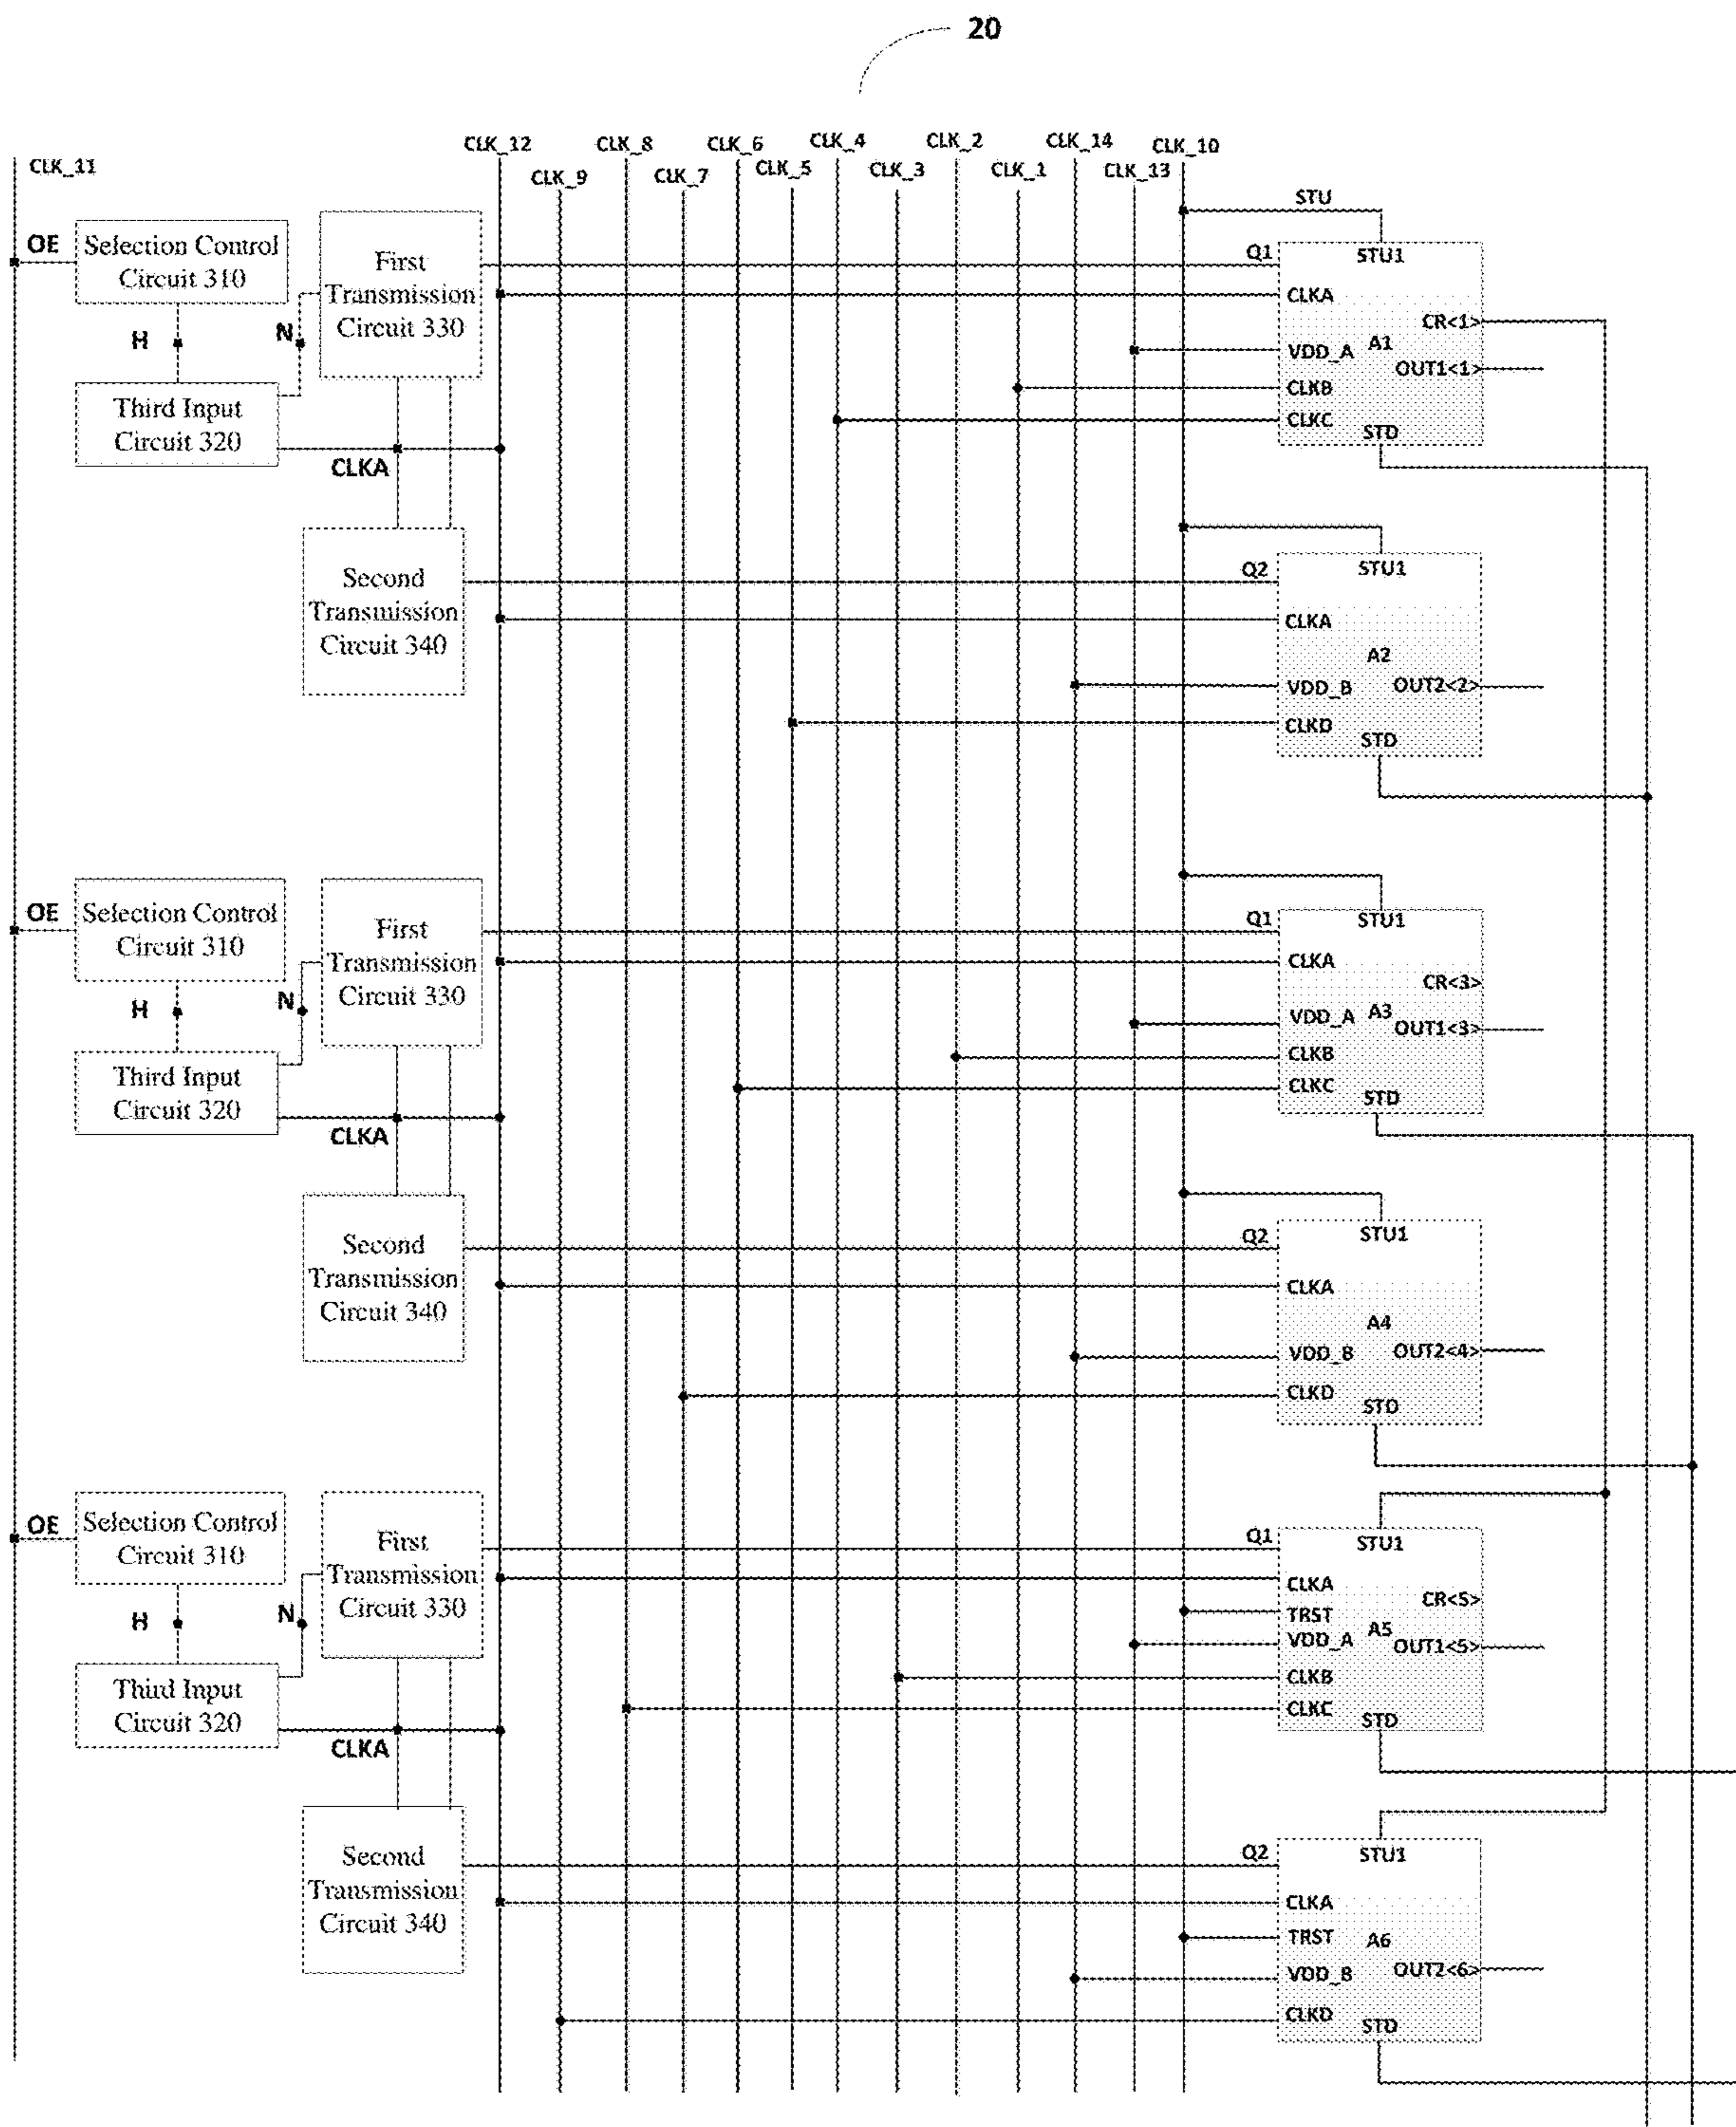 20
CLK_11
CLK_12
CLK_9
CLK_8
CLK_7
CLK_6
CLK_5
CLK_4
CLK_3
CLK_2
CLK_1
CLK_14
CLK_13
CLK_10
STU
OE
Selection Control
Circuit 310
First
Transmission
Circuit 330
H
N
Third Input
Circuit 320
CLKA
Second
Transmission
Circuit 340
Q1
STU1
CLKA
CR<1>
VDD_A
A1
OUT1<1>
CLKB
CLKC
STD
Q2
STU1
CLKA
A2
VDD_B
OUT2<2>
CLKD
STD
OE
Selection Control
Circuit 310
First
Transmission
Circuit 330
H
N
Third Input
Circuit 320
CLKA
Second
Transmission
Circuit 340
Q1
STU1
CLKA
CR<3>
VDD_A
A3
OUT1<3>
CLKB
CLKC
STD
Q2
STU1
CLKA
A4
VDD_B
OUT2<4>
CLKD
STD
OE
Selection Control
Circuit 310
First
Transmission
Circuit 330
H
N
Third Input
Circuit 320
CLKA
Second
Transmission
Circuit 340
Q1
STU1
CLKA
CR<5>
TRST
VDD_A
A5
OUT1<5>
CLKB
CLKC
STD
Q2
STU1
CLKA
TRST
A6
VDD_B
OUT2<6>
CLKD
STD